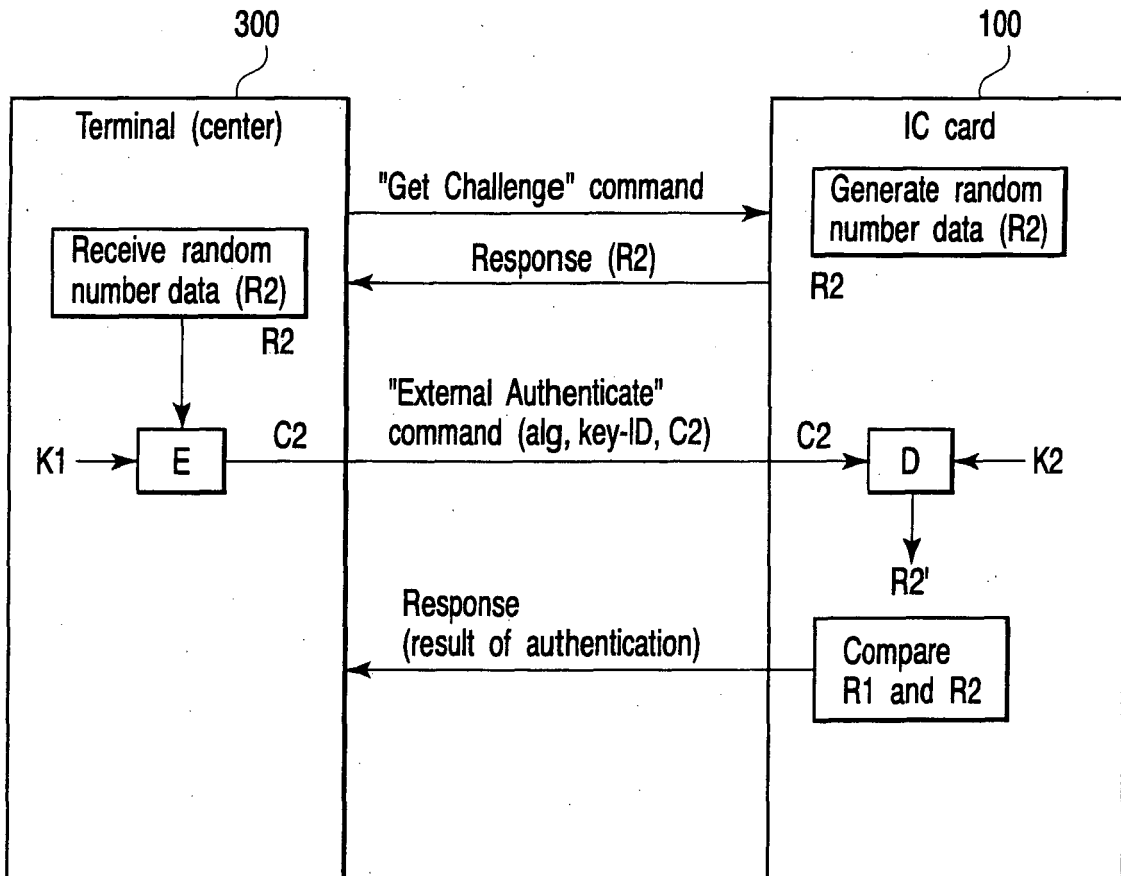 300
100
Terminal (center)
IC card
"Get Challenge" command
Generate random
number data (R2)
Receive random
number data (R2)
Response (R2)
R2
R2
"External Authenticate"
command (alg, key-ID, C2)
K1
E
C2
C2
D
K2
R2'
Response
(result of authentication)
Compare
R1 and R2